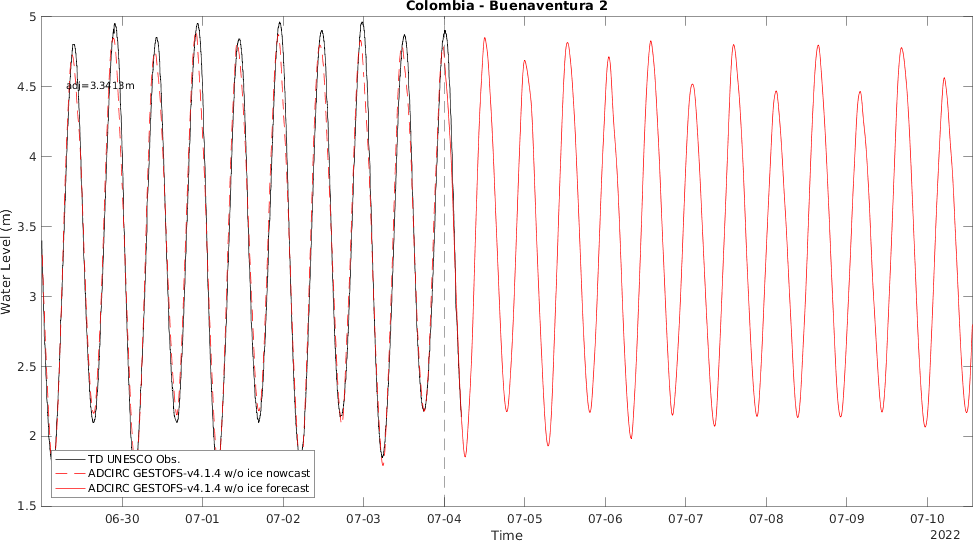 Colombia - Buenaventura 2
5
4.5
4
3.5
3
2.5
2
1.5
Water Level (m)
adj=3.3413m
TD UNESCO Obs.
ADCIRC GESTOFS-v4.1.4 w/o ice nowcast
ADCIRC GESTOFS-v4.1.4 w/o ice forecast
06-30 07-01 07-02 07-03 07-04 07-05 07-06 07-07 07-08 07-09 07-10
Time
2022